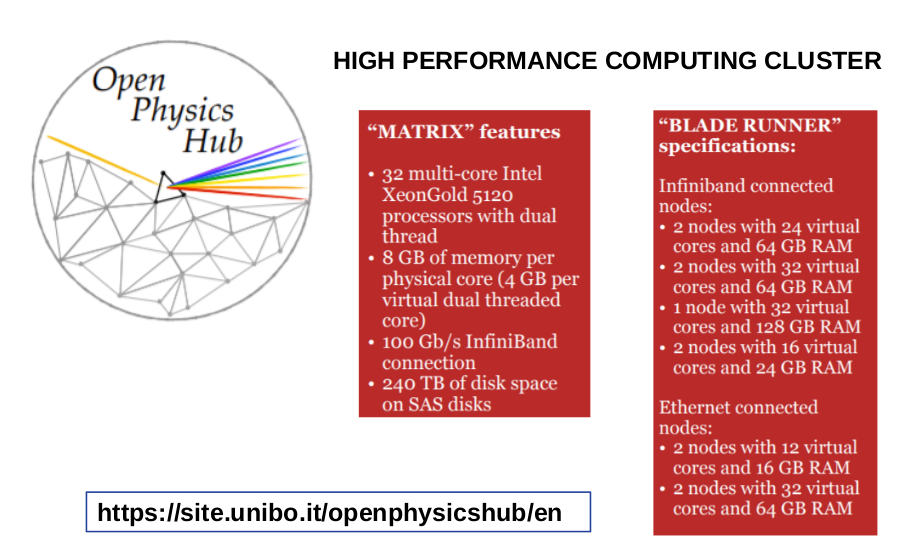 Open
Physics
Hub
HIGH PERFORMANCE COMPUTING CLUSTER
“MATRIX” features
• 32 multi-core Intel
XeonGold 5120
processors with dual
thread
• 8 GB of memory per
physical core (4 GB per
virtual dual threaded
core)
• 100 Gb/s InfiniBand
connection
• 240 TB of disk space
on SAS disks
“BLADE RUNNER”
specifications:
Infiniband connected
nodes:
• 2 nodes with 24 virtual
cores and 64 GB RAM
• 2 nodes with 32 virtual
cores and 64 GB RAM
• 1 node with 32 virtual
cores and 128 GB RAM
• 2 nodes with 16 virtual
cores and 24 GB RAM
Ethernet connected
nodes:
• 2 nodes with 12 virtual
cores and 16 GB RAM
• 2 nodes with 32 virtual
cores and 64 GB RAM
https://site.unibo.it/openphysicshub/en